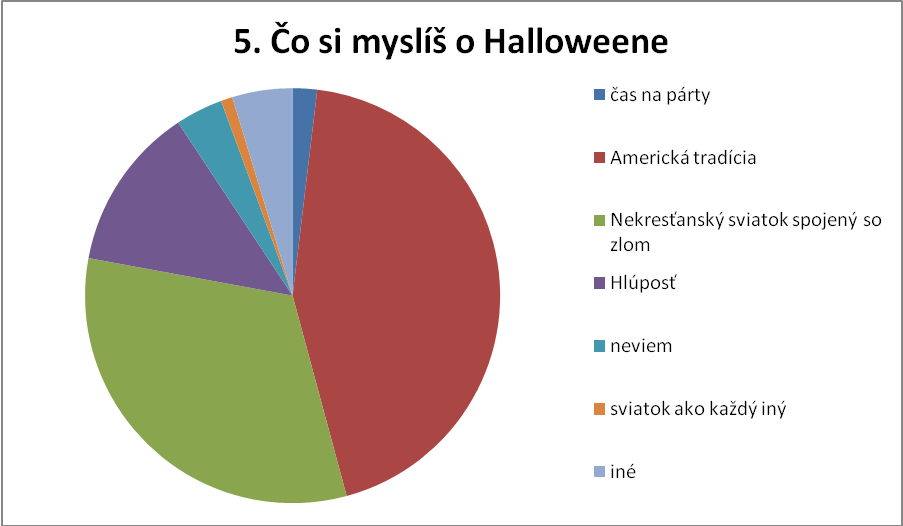 5. Čo si myslíš o Halloweene
čas na párty
Americká tradícia
Nekresťanský sviatok spojený so
zlom
Hlúposť
neviem
sviatok ako každý iný
iné